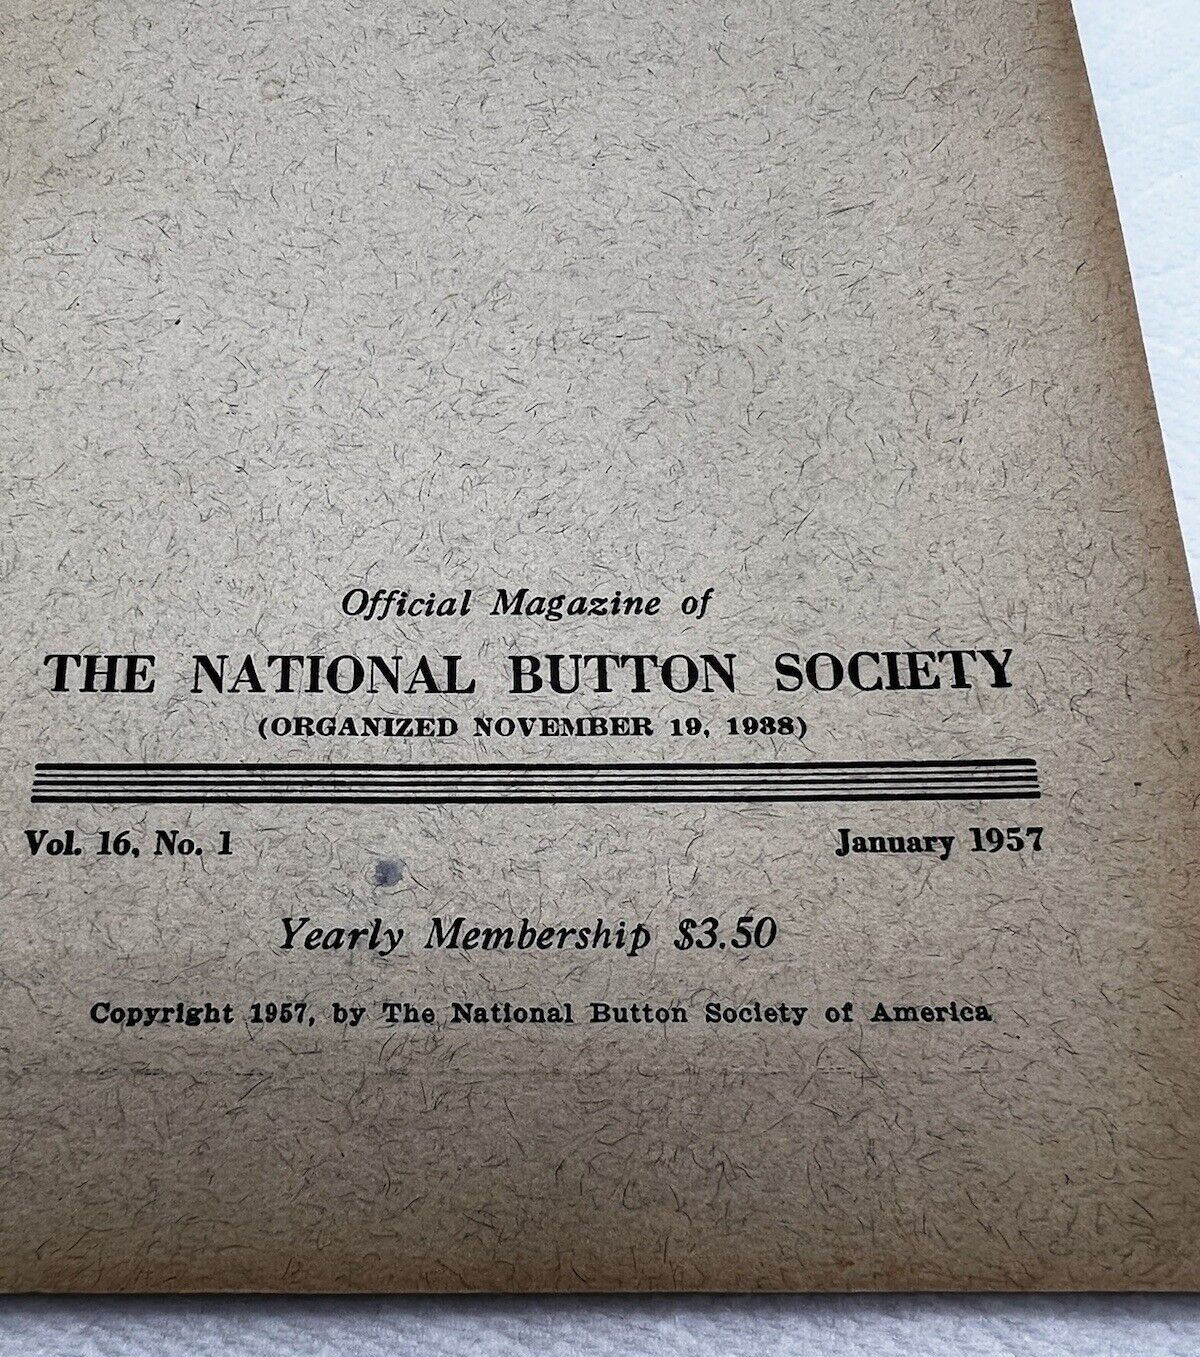 Official Magazine of
THE NATIONAL BUTTON SOCIETY
(ORGANIZED NOVEMBER 19, 1938)
Vol. 16, No. 1 January 1957
Yearly Membership $3.50
Copyright 1957, by The National Button Society of America